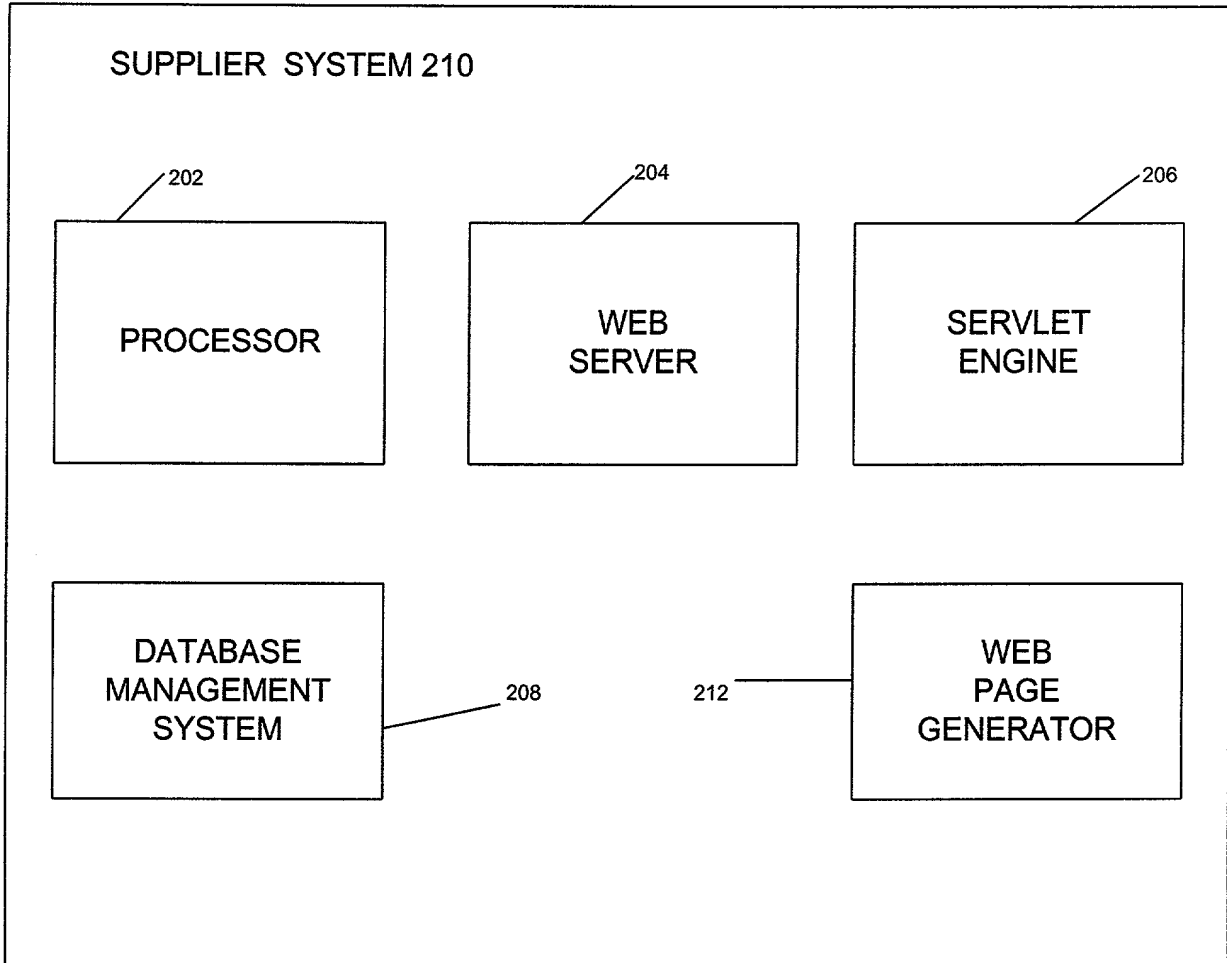 SUPPLIER SYSTEM 210
202
204
206
PROCESSOR
WEB
SERVER
SERVLET
ENGINE
DATABASE
MANAGEMENT
SYSTEM
208
212
WEB
PAGE
GENERATOR